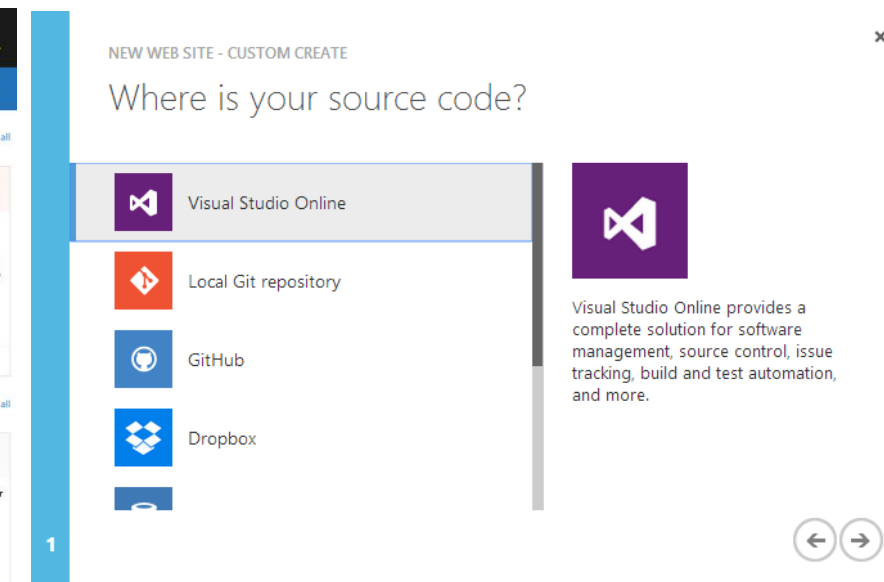 NEW WEB SITE - CUSTOM CREATE
Where is your source code?
all
Visual Studio Online
Local Git repository
GitHub
Dropbox
Visual Studio Online provides a
complete solution for software
management, source control, issue
tracking, build and test automation,
and more.
all
r
1